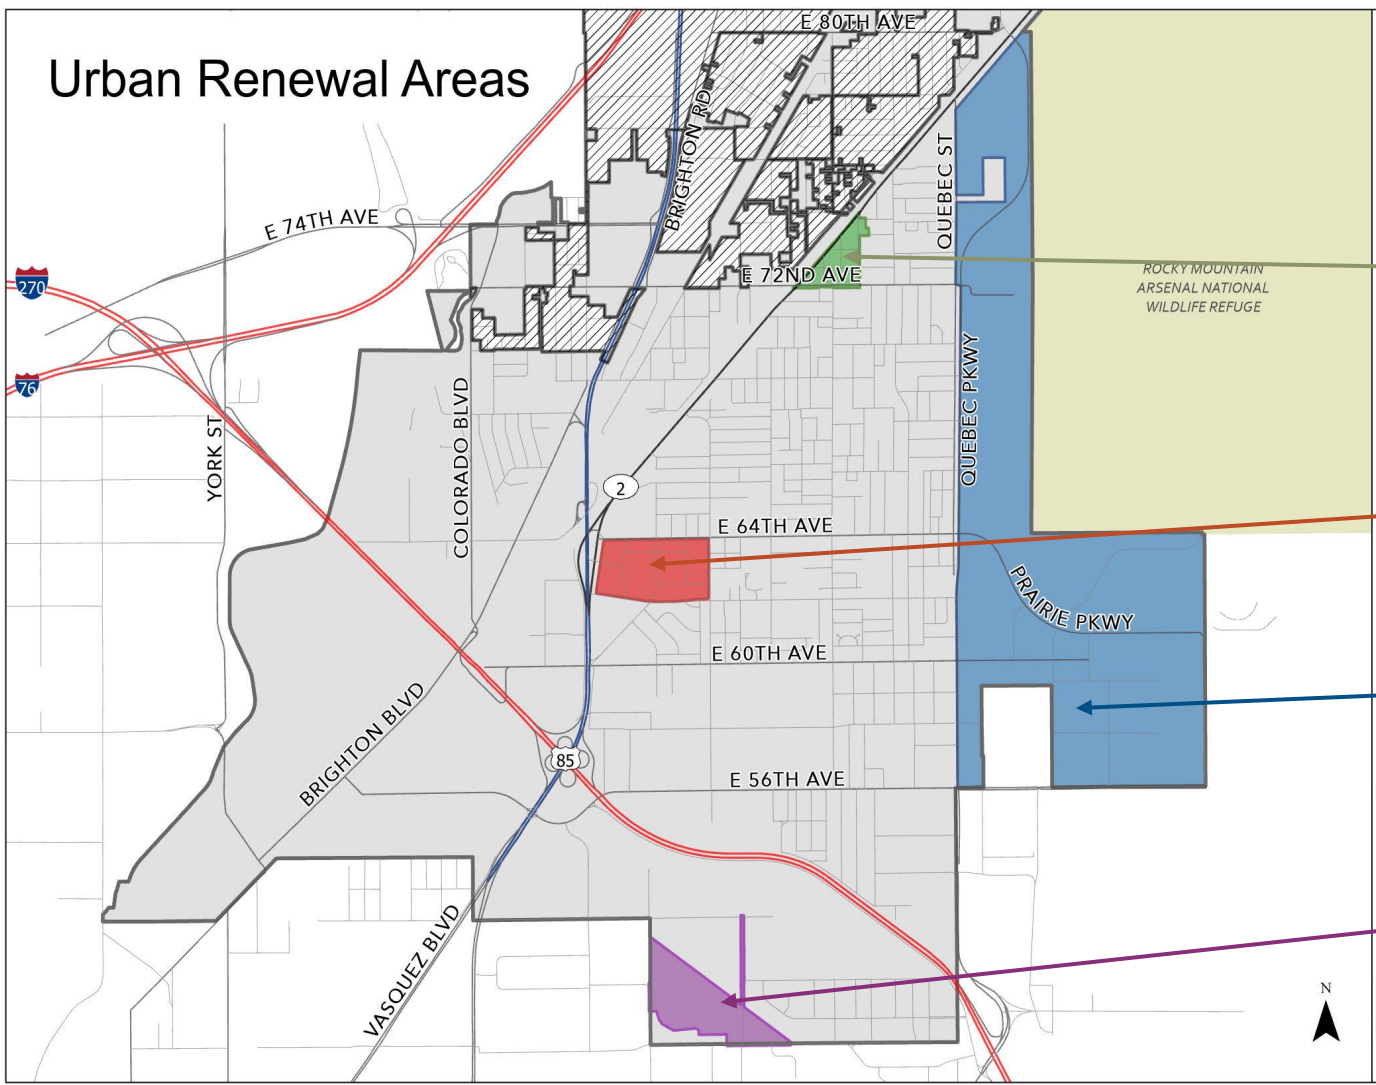 E 80TH AVE
Urban Renewal Areas
BRIGHTON RD
QUEBEC ST
E 74TH AVE
E 72ND AVE
ROCKY MOUNTAIN
ARSENAL NATIONAL
WILDLIFE REFUGE
270
76
YORK ST
COLORADO BLVD
QUEBEC PKWY
2
E 64TH AVE
PRAIRIE PKWY
E 60TH AVE
BRIGHTON BLVD
85
E 56TH AVE
VASQUEZ BLVD
N